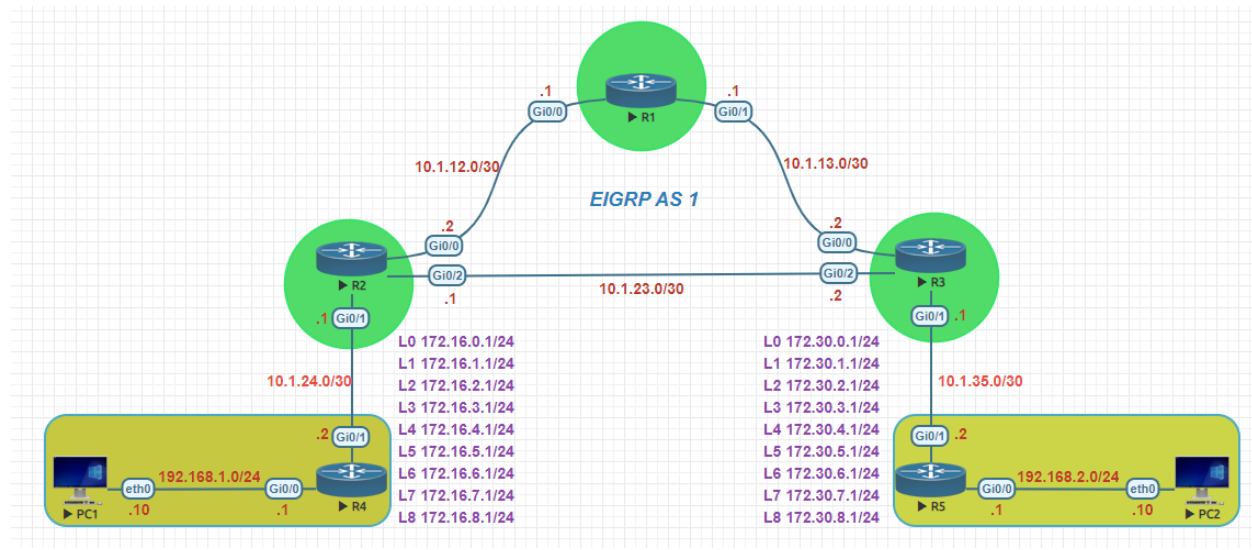 .1
.1
Gi0/0
Gi0/1
R1
10.1.12.0/30
10.1.13.0/30
EIGRP AS 1
.2
.2
Gi0/0
Gi0/0
Gi0/2
Gi0/2
R2
R3
10.1.23.0/30
.1
.2
.1 Gi0/1
Gi0/1 .1
L0 172.16.0.1/24
L1 172.16.1.1/24
L2 172.16.2.1/24
L3 172.16.3.1/24
L4 172.16.4.1/24
L5 172.16.5.1/24
L6 172.16.6.1/24
L7 172.16.7.1/24
L8 172.16.8.1/24
L0 172.30.0.1/24
L1 172.30.1.1/24
L2 172.30.2.1/24
L3 172.30.3.1/24
L4 172.30.4.1/24
L5 172.30.5.1/24
L6 172.30.6.1/24
L7 172.30.7.1/24
L8 172.30.8.1/24
10.1.24.0/30
10.1.35.0/30
.2 Gi0/1
Gi0/1 .2
192.168.1.0/24
eth0
Gi0/0
.10
.1
PC1
R4
192.168.2.0/24
Gi0/0
eth0
.1
.10
R5
PC2